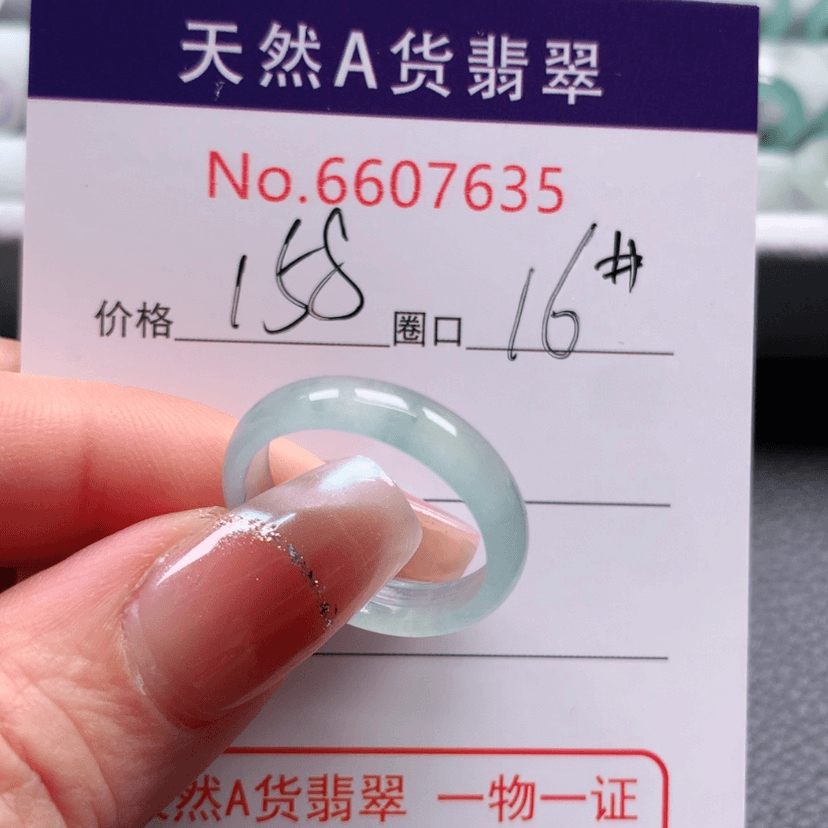 天然A货翡翠
No.6607635
价格 158 圈口 16#
然A货翡翠 一物一证